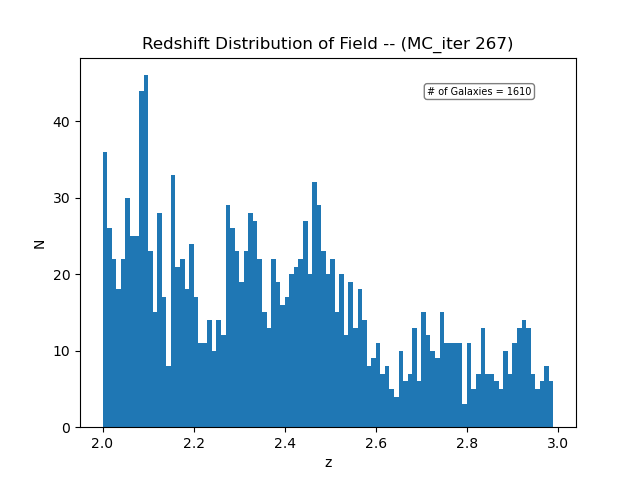 Redshift Distribution of Field -- (MC_iter 267)
# of Galaxies = 1610
N
40
30
20
10
0
2.0 2.2 2.4 2.6 2.8 3.0
z